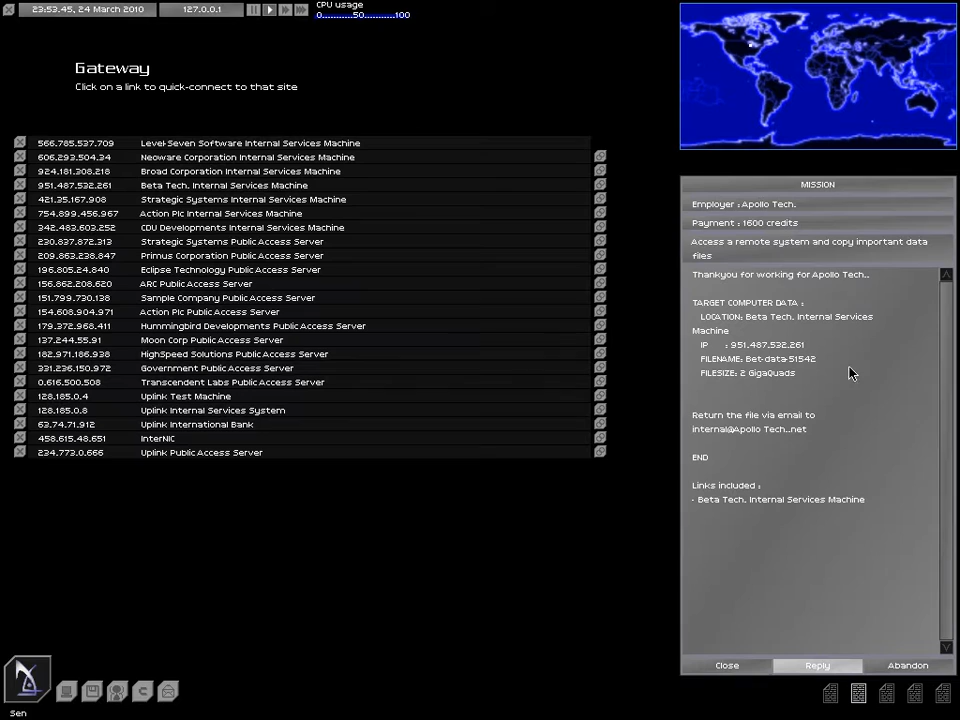 23:53.45, 24 March 2010
127.0.0.1
CPU usage
0..........50..........100
Gateway
Click on a link to quick-connect to that site
566.785.537.709 Level-Seven Software Internal Services Machine
606.293.504.34 Neoware Corporation Internal Services Machine
924.181.308.218 Broad Corporation Internal Services Machine
951.487.532.261 Beta Tech. Internal Services Machine
421.35.167.908 Strategic Systems Internal Services Machine
754.899.456.967 Action Plc Internal Services Machine
342.483.603.252 CDU Developments Internal Services Machine
230.837.872.313 Strategic Systems Public Access Server
209.863.238.847 Primus Corporation Public Access Server
196.805.24.840 Eclipse Technology Public Access Server
156.862.208.620 ARC Public Access Server
151.799.730.138 Sample Company Public Access Server
154.608.904.971 Action Plc Public Access Server
179.372.968.411 Hummingbird Developments Public Access Server
137.244.55.91 Moon Corp Public Access Server
182.971.186.938 HighSpeed Solutions Public Access Server
331.236.150.972 Government Public Access Server
0.616.500.508 Transcendent Labs Public Access Server
128.185.0.4 Uplink Test Machine
128.185.0.8 Uplink Internal Services System
63.74.71.912 Uplink International Bank
458.615.48.651 InterNIC
234.773.0.666 Uplink Public Access Server
MISSION
Employer : Apollo Tech.
Payment : 1600 credits
Access a remote system and copy important data
files
Thankyou for working for Apollo Tech..
TARGET COMPUTER DATA :
LOCATION: Beta Tech. Internal Services
Machine
IP : 951.487.532.261
FILENAME: Bet-data-51542
FILESIZE: 2 GigaQuads
Return the file via email to
internal@Apollo Tech..net
END
Links included :
- Beta Tech. Internal Services Machine
Close
Reply
Abandon
Sen